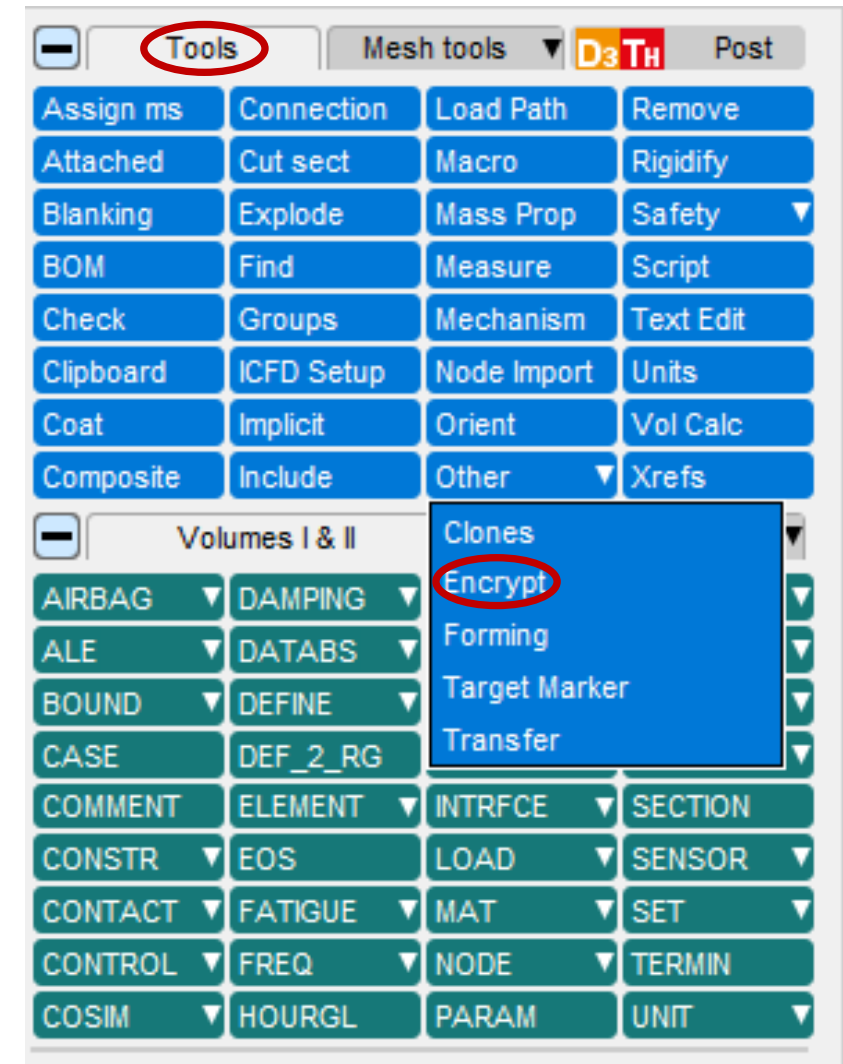 Tools Mesh tools D3 TH Post
Assign ms Connection Load Path Remove
Attached Cut sect Macro Rigidify
Blanking Explode Mass Prop Safety
BOM Find Measure Script
Check Groups Mechanism Text Edit
Clipboard ICFD Setup Node Import Units
Coat Implicit Orient Vol Calc
Composite Include Other Xrefs
Volumes I & II Clones
AIRBAG DAMPING Encrypt
ALE DATABS Forming
BOUND DEFINE Target Marker
CASE DEF_2_RG Transfer
COMMENT ELEMENT INTRFCE SECTION
CONSTR EOS LOAD SENSOR
CONTACT FATIGUE MAT SET
CONTROL FREQ NODE TERMIN
COSIM HOURGL PARAM UNIT